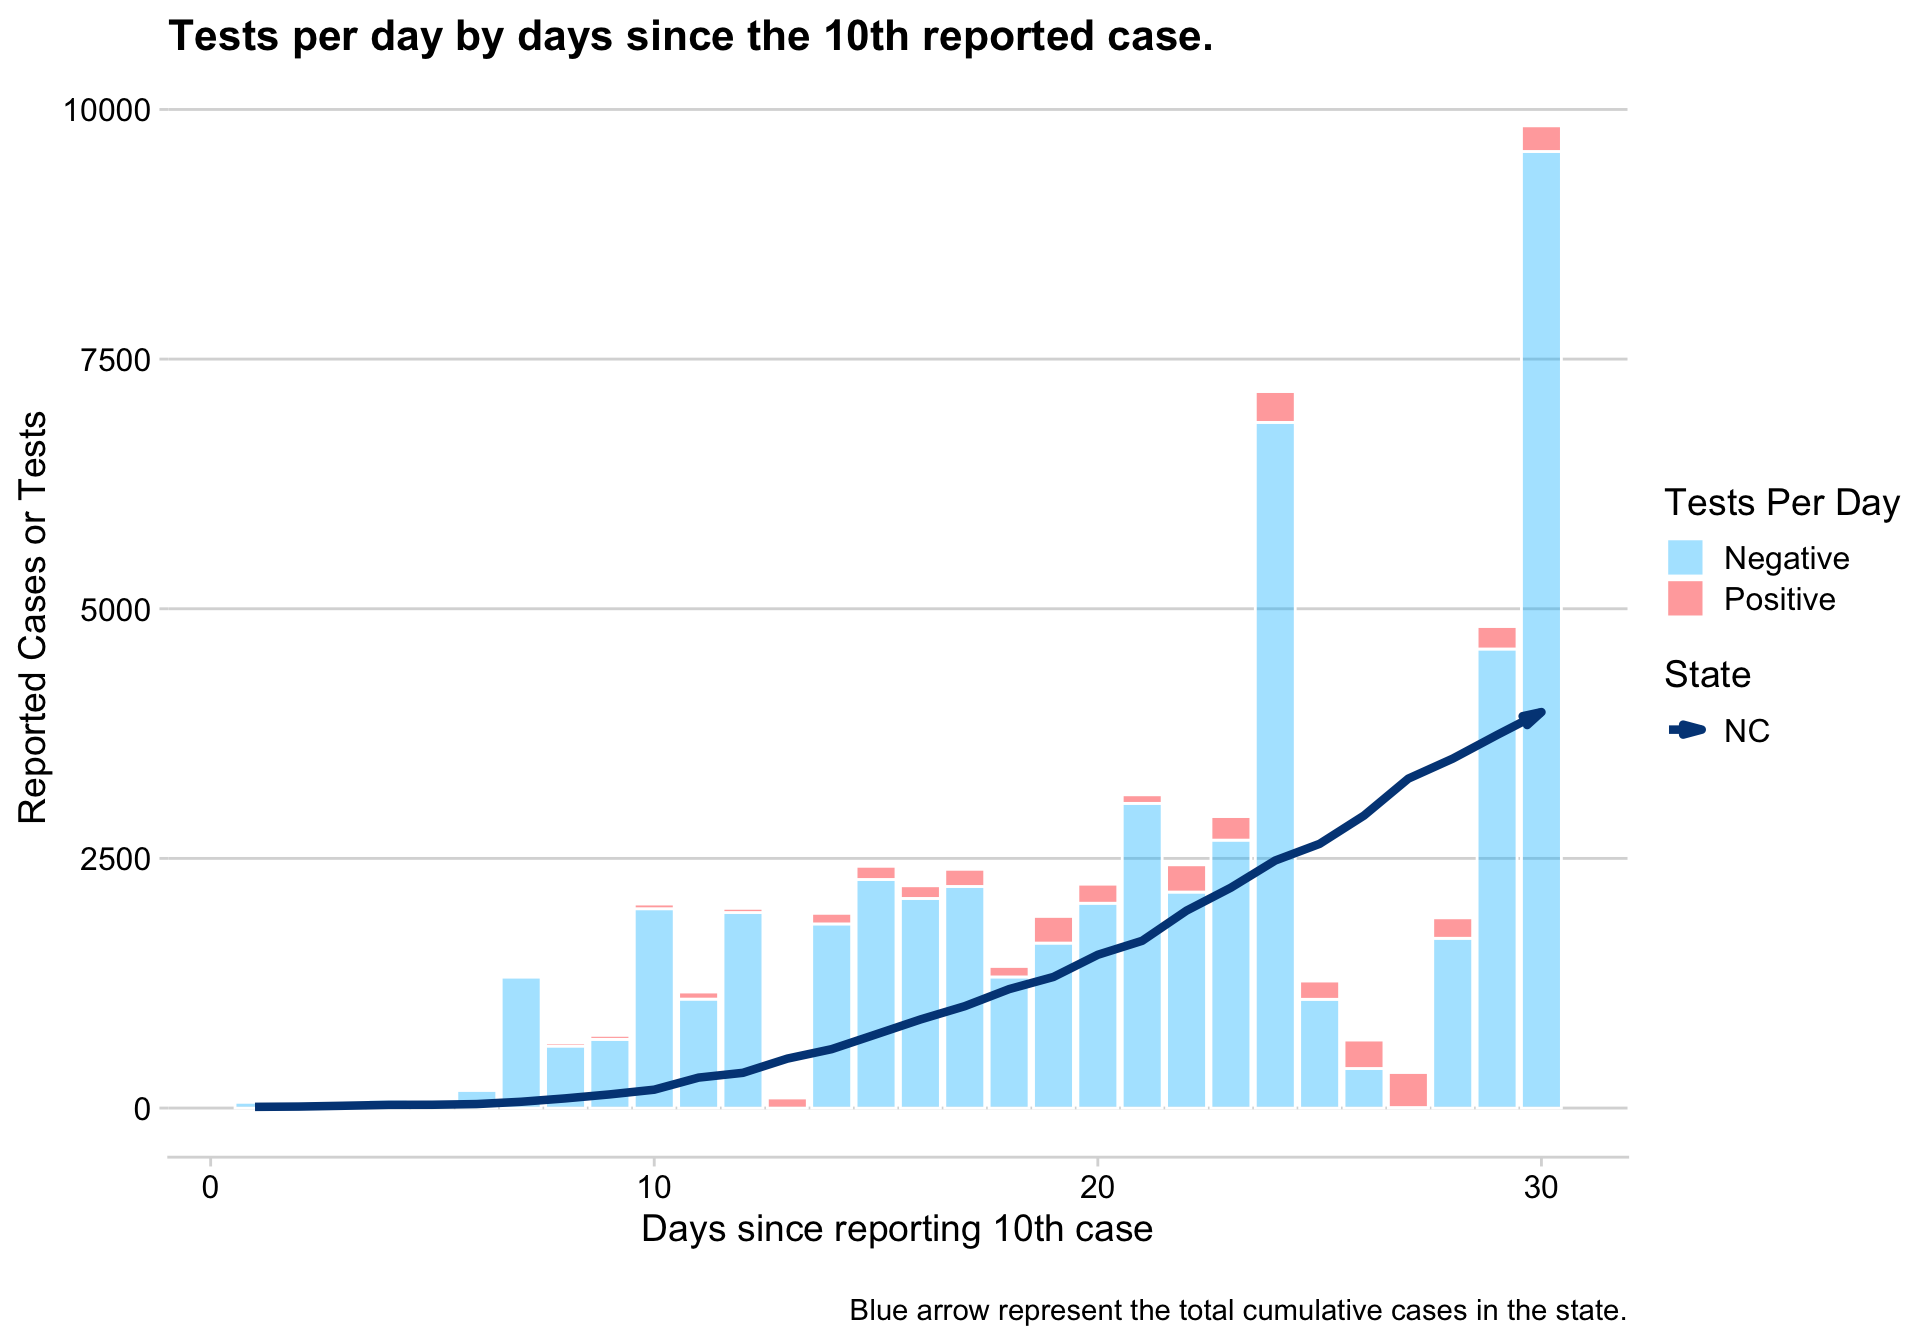 Tests per day by days since the 10th reported case.
10000
7500
5000
2500
0
Reported Cases or Tests
0
10
20
30
Days since reporting 10th case
Tests Per Day
Negative
Positive
State
NC
Blue arrow represent the total cumulative cases in the state.